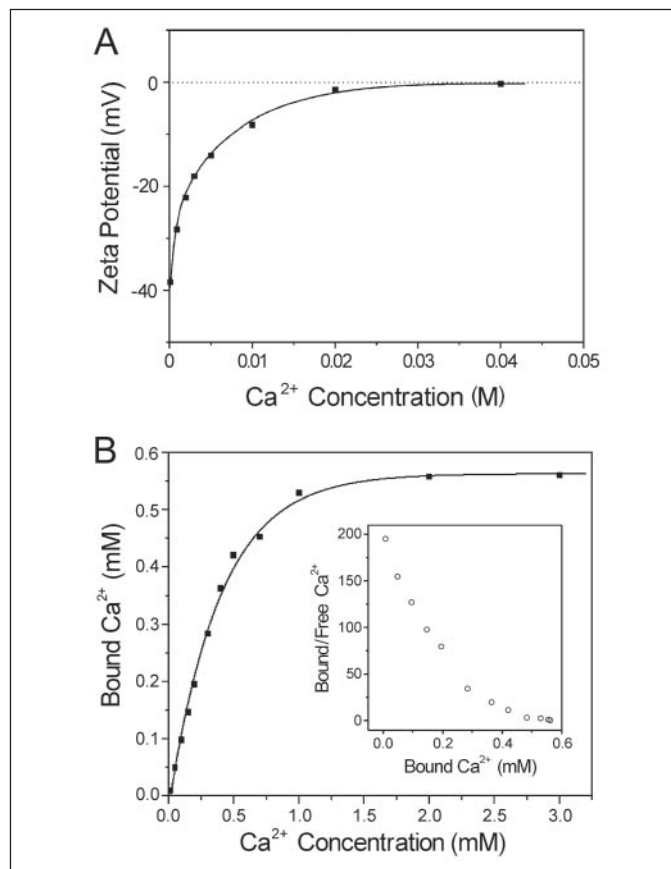 A
Zeta Potential (mV)
0
-20
-40
0 0.01 0.02 0.03 0.04 0.05
Ca²⁺ Concentration (M)
B
Bound Ca²⁺ (mM)
0.6
0.5
0.4
0.3
0.2
0.1
0.0
0.0 0.5 1.0 1.5 2.0 2.5 3.0
Ca²⁺ Concentration (mM)
Bound/Free Ca²⁺
200
150
100
50
0
0.0 0.2 0.4 0.6
Bound Ca²⁺ (mM)